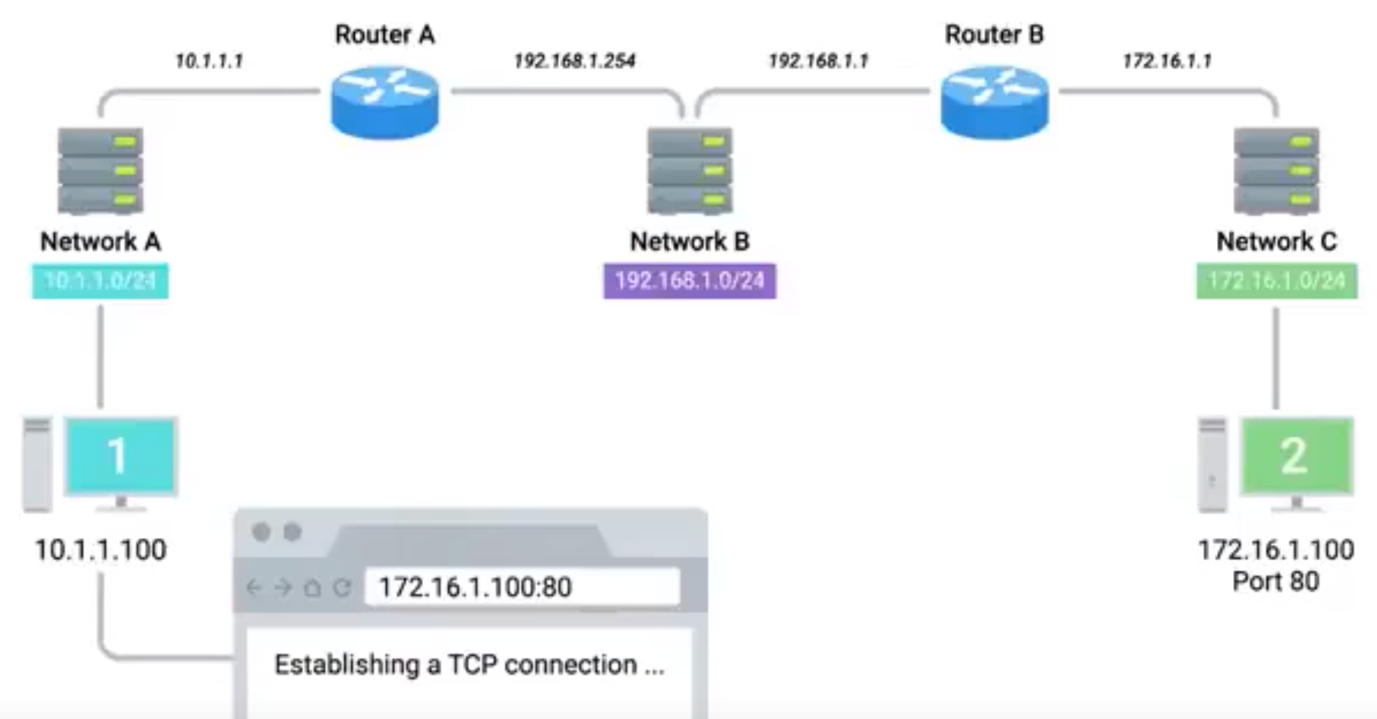 Router A
Router B
10.1.1.1
192.168.1.254
192.168.1.1
172.16.1.1
Network A
Network B
Network C
10.1.1.0/24
192.168.1.0/24
172.16.1.0/24
1
2
10.1.1.100
172.16.1.100
Port 80
172.16.1.100:80
Establishing a TCP connection ...